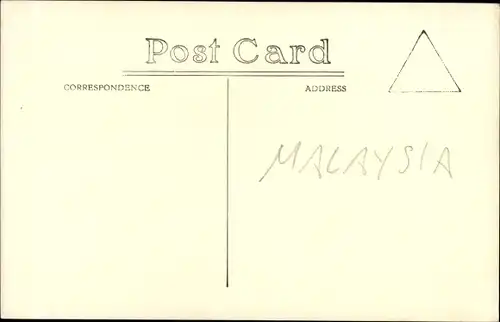 Post Card
CORRESPONDENCE
ADDRESS
MALAYSIA